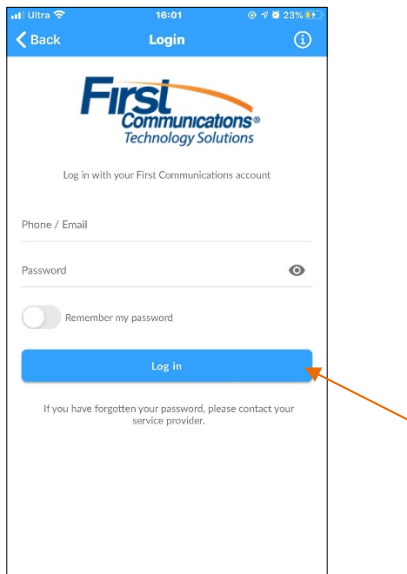 Ultra 16:01 23%
Back Login
First
Communications®
Technology Solutions
Log in with your First Communications account
Phone / Email
Password
Remember my password
Log in
If you have forgotten your password, please contact your
service provider.